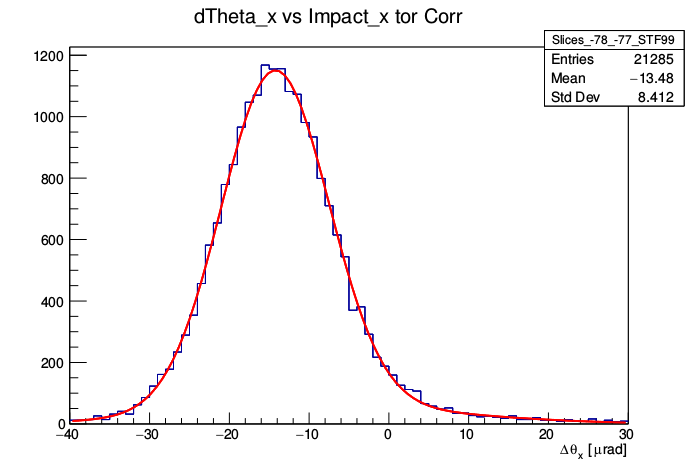 dTheta_x vs Impact_x tor Corr
Slices_-78_-77_STF99
Entries 21285
Mean −13.48
Std Dev 8.412
1200
1000
800
600
400
200
0
−40 −30 −20 −10 0 10 20 30
Δθx [μrad]